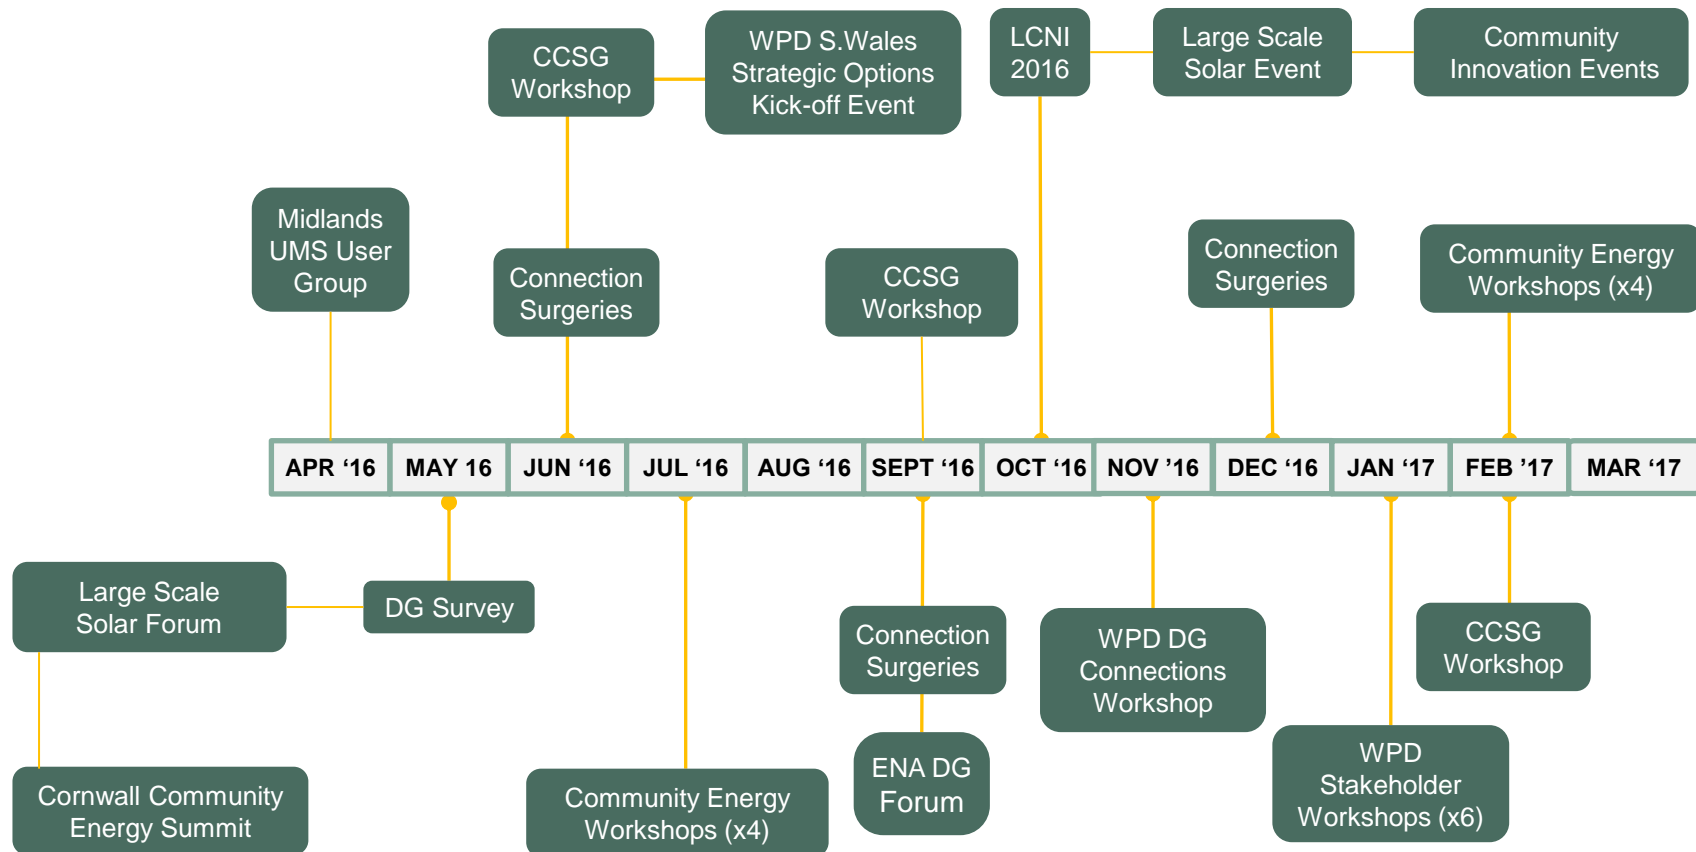 CCSG
Workshop
WPD S.Wales
Strategic Options
Kick-off Event
LCNI
2016
Large Scale
Solar Event
Community
Innovation Events
Midlands
UMS User
Group
Connection
Surgeries
CCSG
Workshop
Connection
Surgeries
Community Energy
Workshops (x4)
APR ‘16
MAY 16
JUN ‘16
JUL ‘16
AUG ‘16
SEPT ‘16
OCT ‘16
NOV ’16
DEC ‘16
JAN ‘17
FEB ’17
MAR ‘17
Large Scale
Solar Forum
DG Survey
Connection
Surgeries
WPD DG
Connections
Workshop
CCSG
Workshop
Cornwall Community
Energy Summit
Community Energy
Workshops (x4)
ENA DG
Forum
WPD
Stakeholder
Workshops (x6)